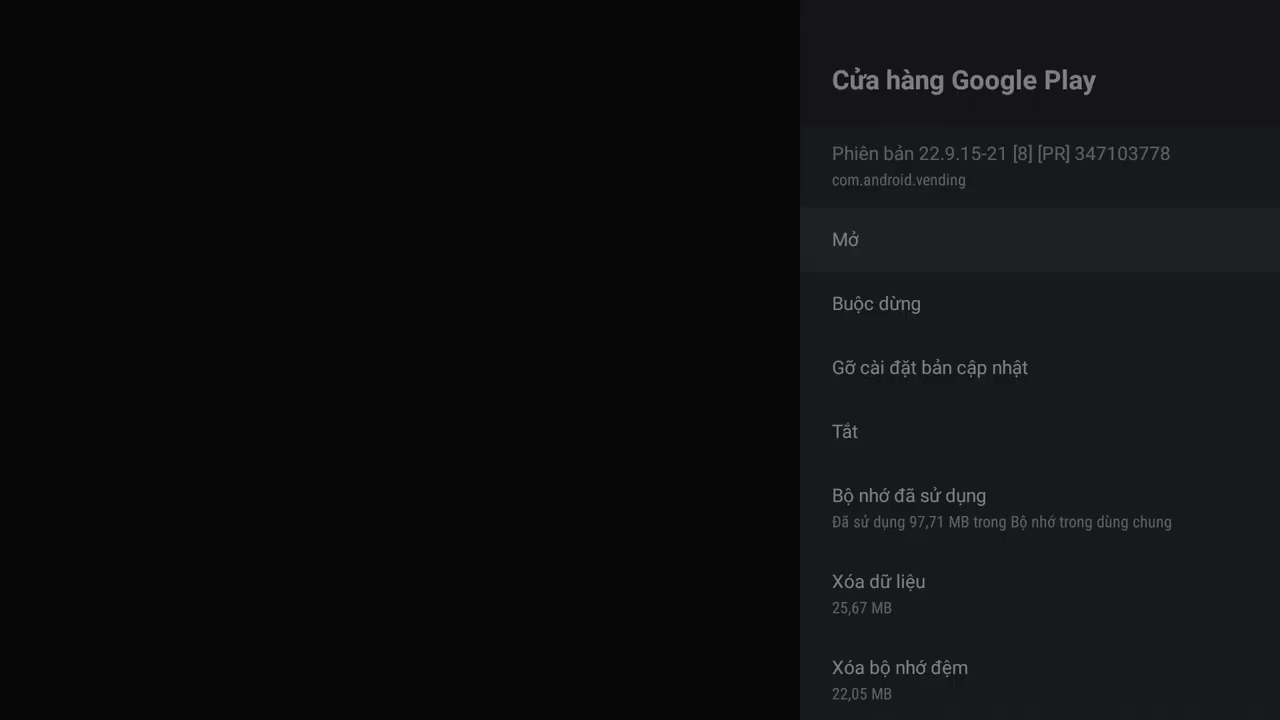 Cửa hàng Google Play
Phiên bản 22.9.15-21 [8] [PR] 347103778
com.android.vending
Mở
Buộc dừng
Gỡ cài đặt bản cập nhật
Tắt
Bộ nhớ đã sử dụng
Đã sử dụng 97,71 MB trong Bộ nhớ trong dùng chung
Xóa dữ liệu
25,67 MB
Xóa bộ nhớ đệm
22,05 MB